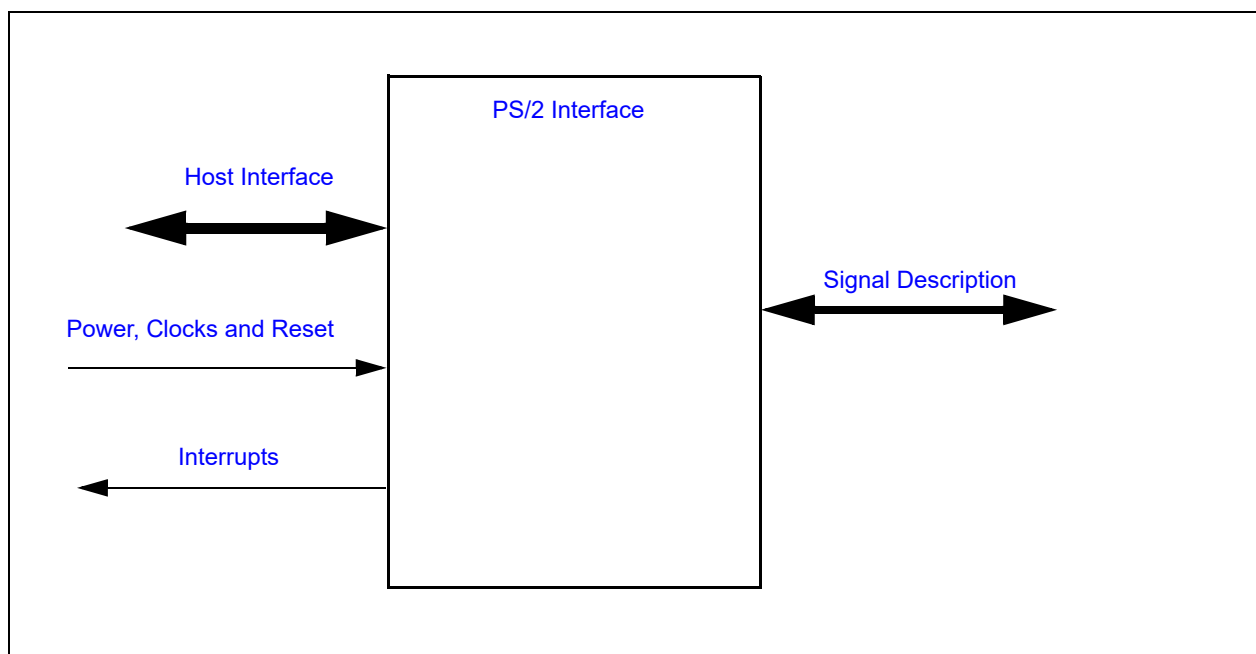 PS/2 Interface
Host Interface
Signal Description
Power, Clocks and Reset
Interrupts